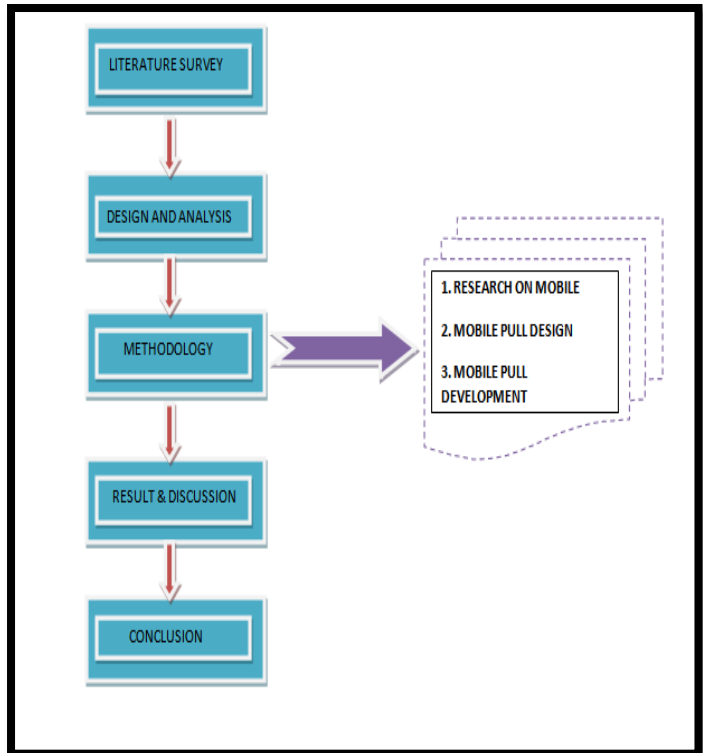 LITERATURE SURVEY
DESIGN AND ANALYSIS
METHODOLOGY
1. RESEARCH ON MOBILE
2. MOBILE PULL DESIGN
3. MOBILE PULL
DEVELOPMENT
RESULT & DISCUSSION
CONCLUSION